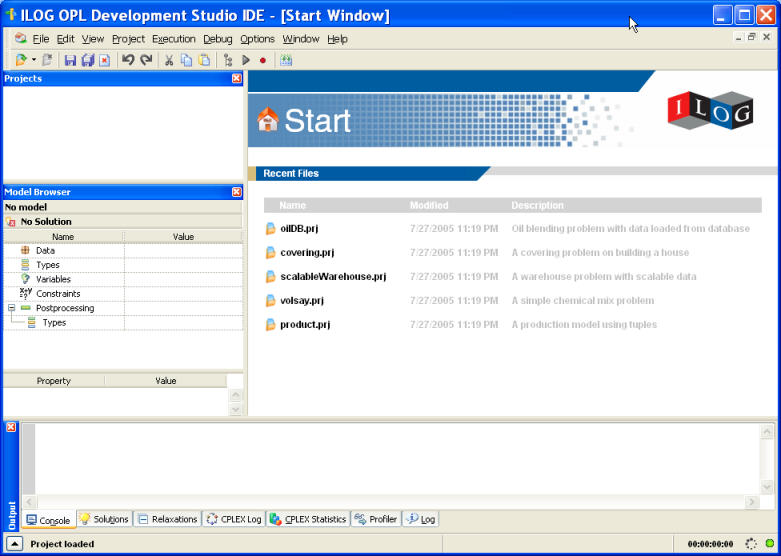 ILOG OPL Development Studio IDE - [Start Window]
File Edit View Project Execution Debug Options Window Help
Projects
Start
ILOG
Recent Files
Name Modified Description
oilDB.prj 7/27/2005 11:19 PM Oil blending problem with data loaded from database
covering.prj 7/27/2005 11:19 PM A covering problem on building a house
scalableWarehouse.prj 7/27/2005 11:19 PM A warehouse problem with scalable data
volsay.prj 7/27/2005 11:19 PM A simple chemical mix problem
product.prj 7/27/2005 11:19 PM A production model using tuples
Model Browser
No model
No Solution
Name Value
Data
Types
Variables
Constraints
Postprocessing
Types
Property Value
Output
Console Solutions Relaxations CPLEX Log CPLEX Statistics Profiler Log
Project loaded 00:00:00:00